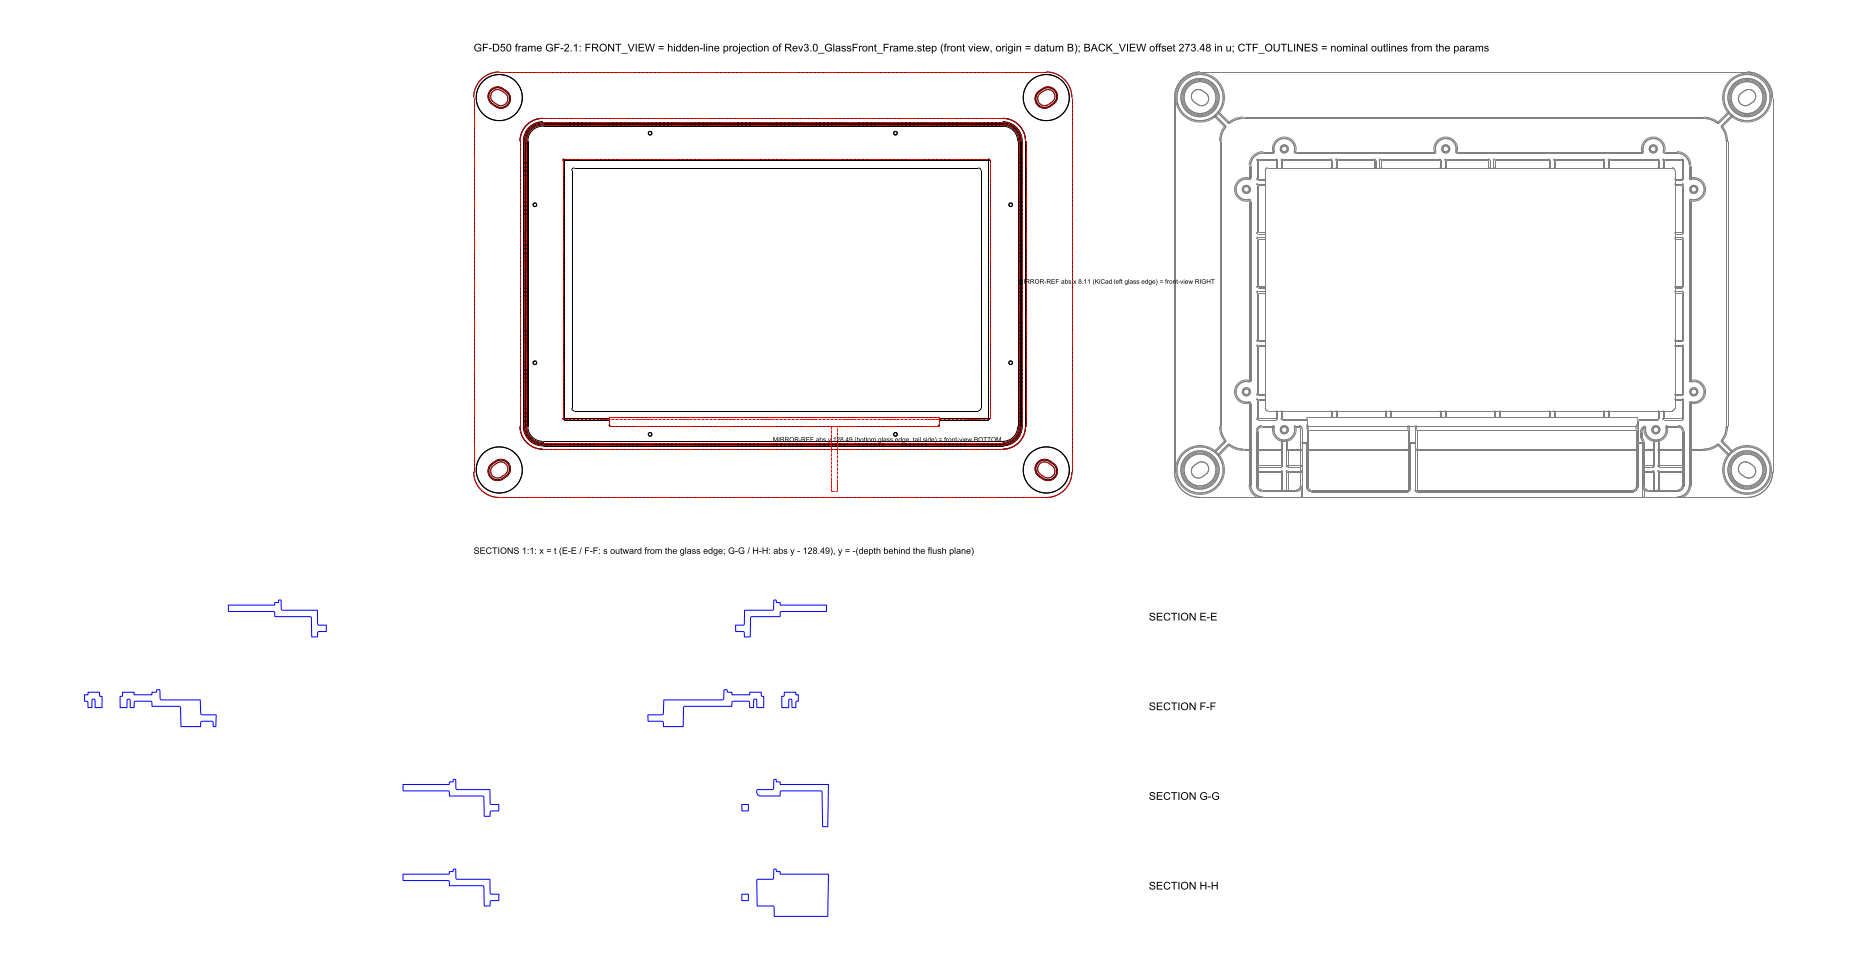 GF-D50 frame GF-2.1: FRONT_VIEW = hidden-line projection of Rev3.0_GlassFront_Frame.step (front view, origin = datum B); BACK_VIEW offset 273.48 in u; CTF_OUTLINES = nominal outlines from the params
IRROR-REF abs x 8.11 (KiCad left glass edge) = front-view RIGHT
MIRROR-REF abs y 128.49 (bottom glass edge, tail side) = front-view BOTTOM
SECTIONS 1:1: x = t (E-E / F-F: s outward from the glass edge; G-G / H-H: abs y - 128.49), y = -(depth behind the flush plane)
SECTION E-E
SECTION F-F
SECTION G-G
SECTION H-H